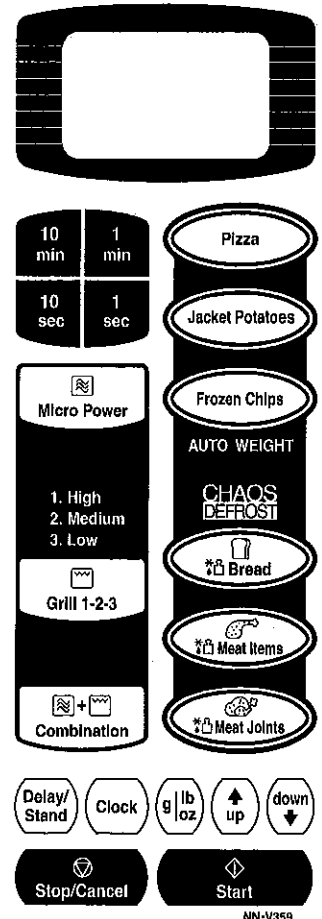 10 min
1 min
10 sec
1 sec
Micro Power
1. High
2. Medium
3. Low
Grill 1-2-3
Combination
Pizza
Jacket Potatoes
Frozen Chips
AUTO WEIGHT
CHAOS
DEFROST
Bread
Meat Items
Meat Joints
Delay/
Stand
Clock
g lb
oz
up
down
Stop/Cancel
Start
NN-V359